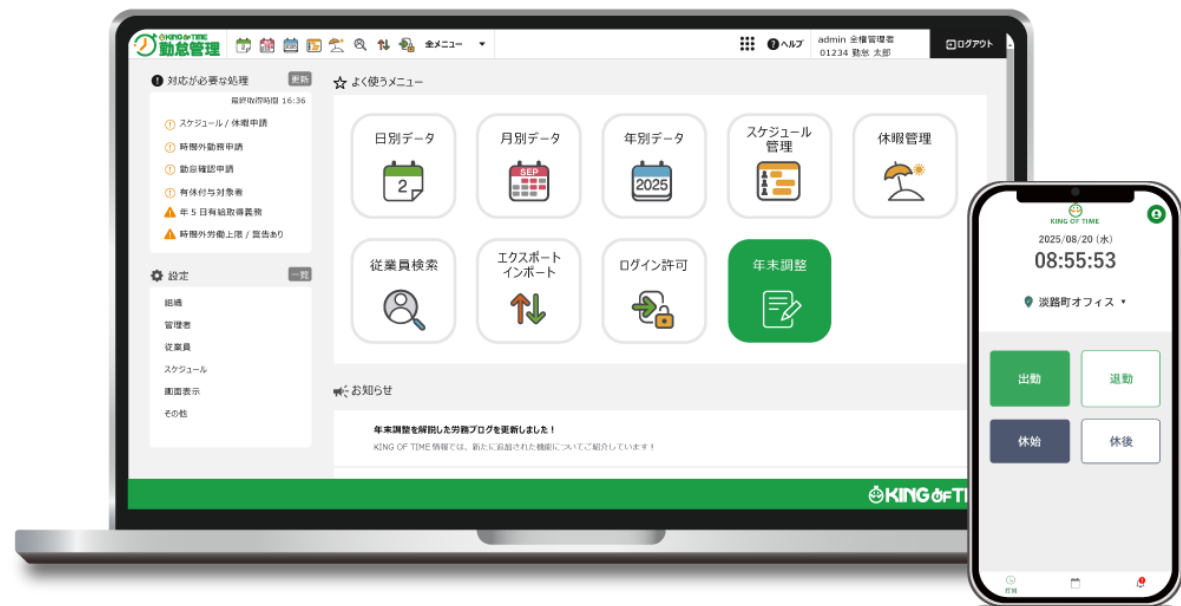 KING OF TIME
勤怠管理
全メニュー
ヘルプ
admin 全権管理者
01234 勤怠 太郎
ログアウト
対応が必要な処理
更新
最終取得時間 16:36
スケジュール / 休暇申請
時間外勤務申請
勤怠確認申請
有休付与対象者
年 5 日有給取得義務
時間外労働上限 / 警告あり
設定
一覧
組織
管理者
従業員
スケジュール
画面表示
その他
よく使うメニュー
日別データ
2
月別データ
SEP
年別データ
2025
スケジュール
管理
休暇管理
従業員検索
エクスポート
インポート
ログイン許可
年末調整
お知らせ
年末調整を解説した労務ブログを更新しました！
KING OF TIME 情報では、新たに追加された機能についてご紹介しています！
KING OF TI
KING OF TIME
2025/08/20 (水)
08:55:53
淡路町オフィス
出勤
退勤
休始
休後
打刻